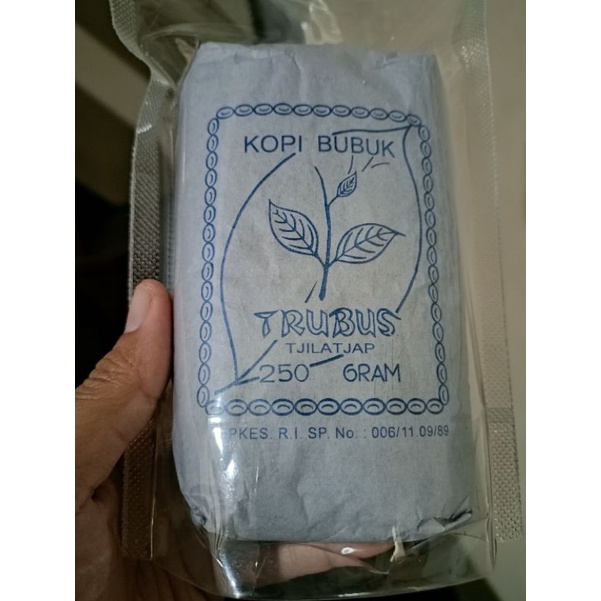 KOPI BUBUK
TRUBUS
TJILATJAP
250 GRAM
PKES. R.I. SP. No. : 006/11.09/89